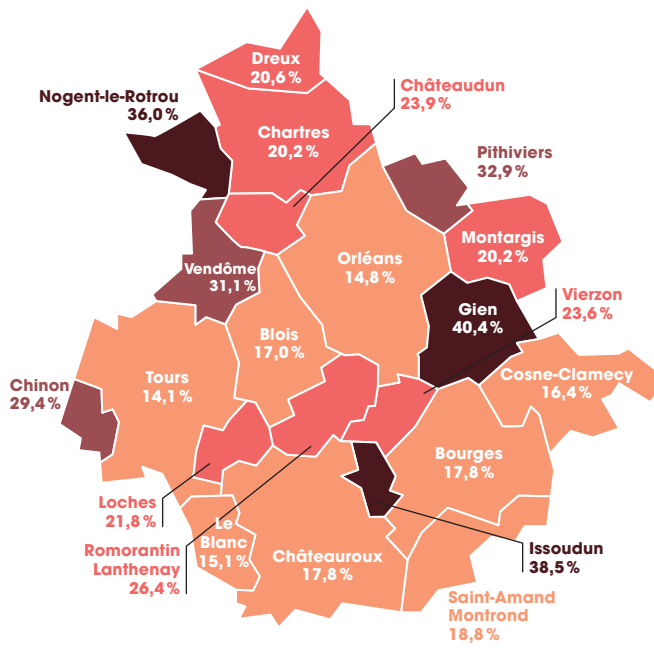 Dreux
20,6 %
Châteaudun
23,9 %
Nogent-le-Rotrou
36,0 %
Chartres
20,2 %
Pithiviers
32,9 %
Montargis
20,2 %
Orléans
14,8 %
Vendôme
31,1 %
Vierzon
23,6 %
Gien
40,4 %
Blois
17,0 %
Cosne-Clamecy
16,4 %
Tours
14,1 %
Chinon
29,4 %
Bourges
17,8 %
Loches
21,8 %
Le
Blanc
15,1 %
Romorantin
Lanthenay
26,4 %
Châteauroux
17,8 %
Issoudun
38,5 %
Saint-Amand
Montrond
18,8 %